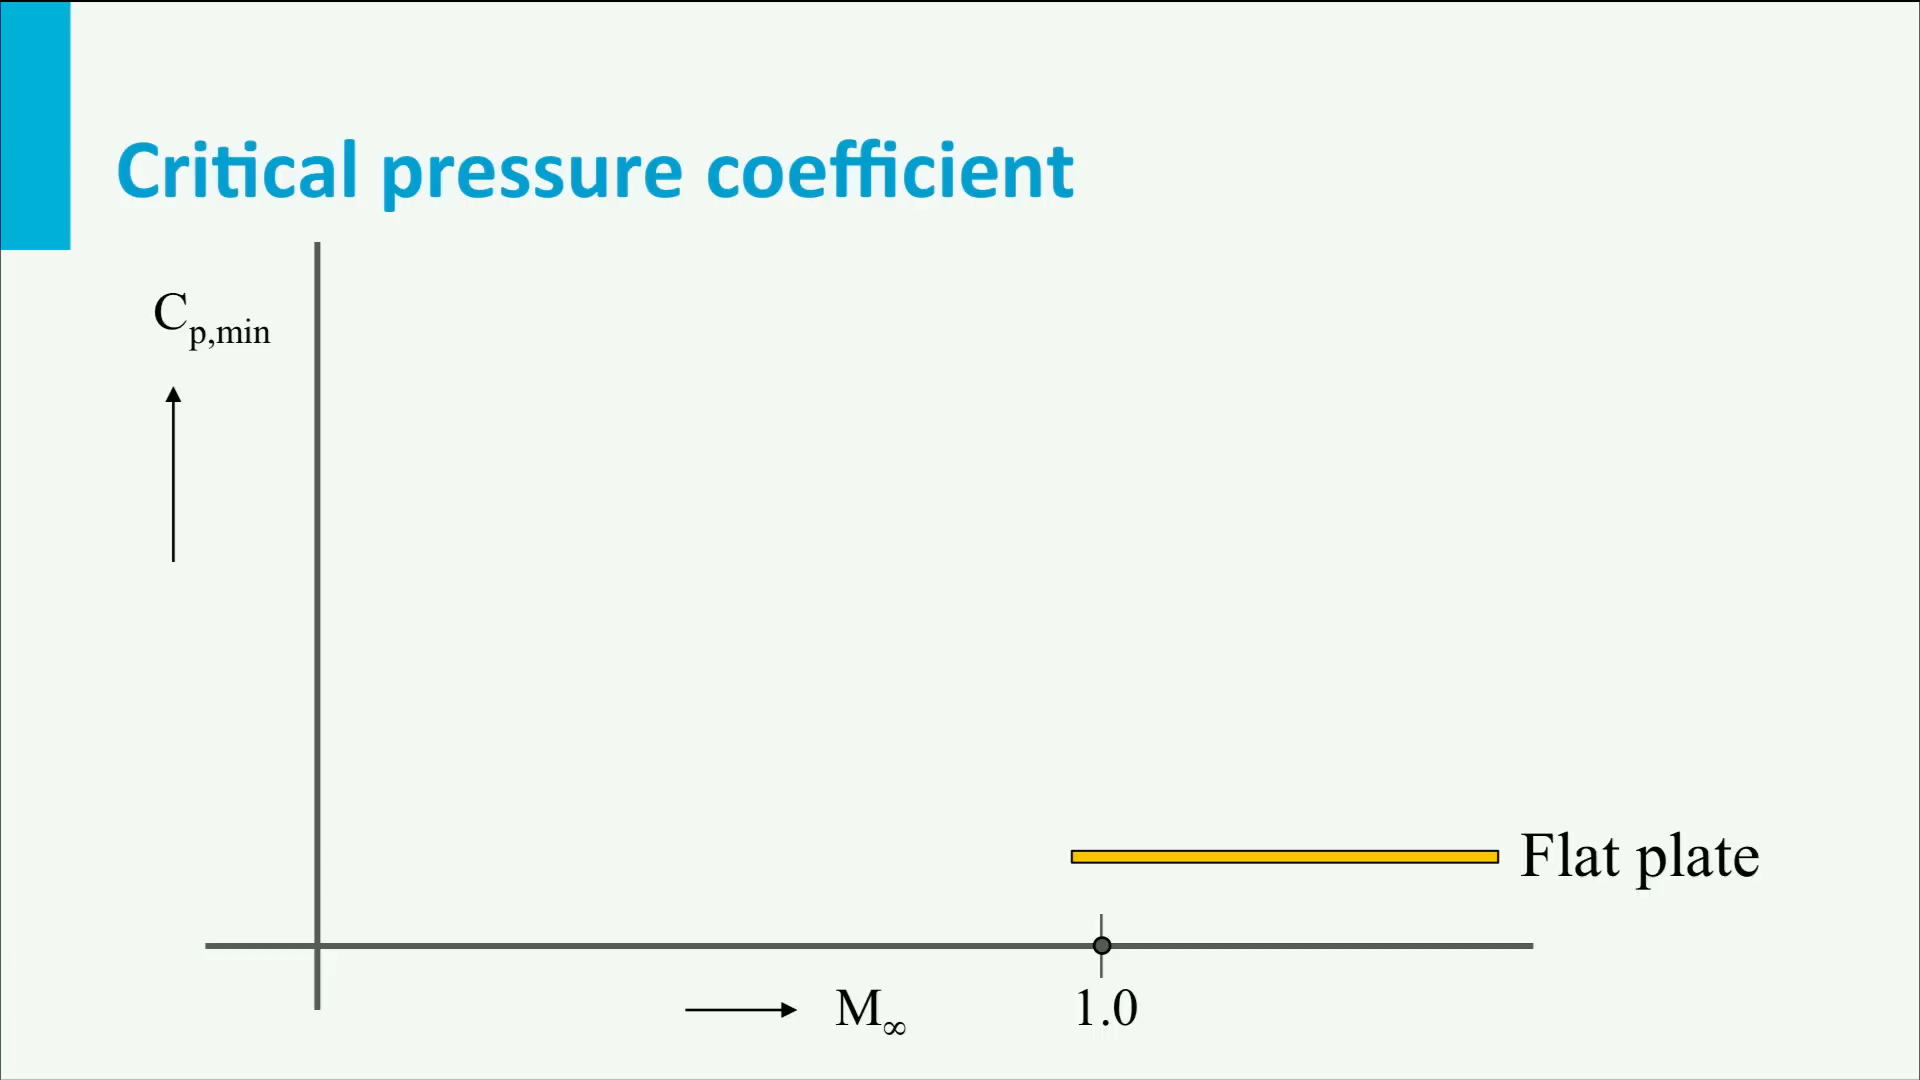 Critical pressure coefficient
Cp,min
Flat plate
M∞
1.0